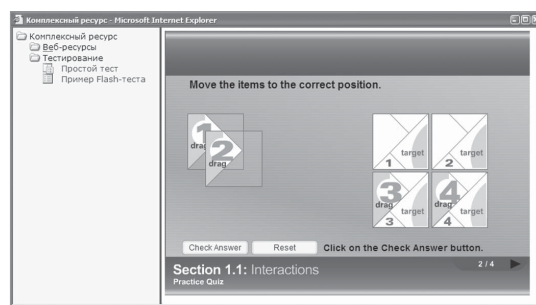 Комплексный ресурс - Microsoft Internet Explorer
Комплексный ресурс
Веб-ресурсы
Тестирование
Простой тест
Пример Flash-теста
Move the items to the correct position.
1
drag
2
drag
target
1
target
2
3
drag
target
3
4
drag
target
4
Check Answer
Reset
Click on the Check Answer button.
Section 1.1: Interactions
2 / 4
Practice Quiz